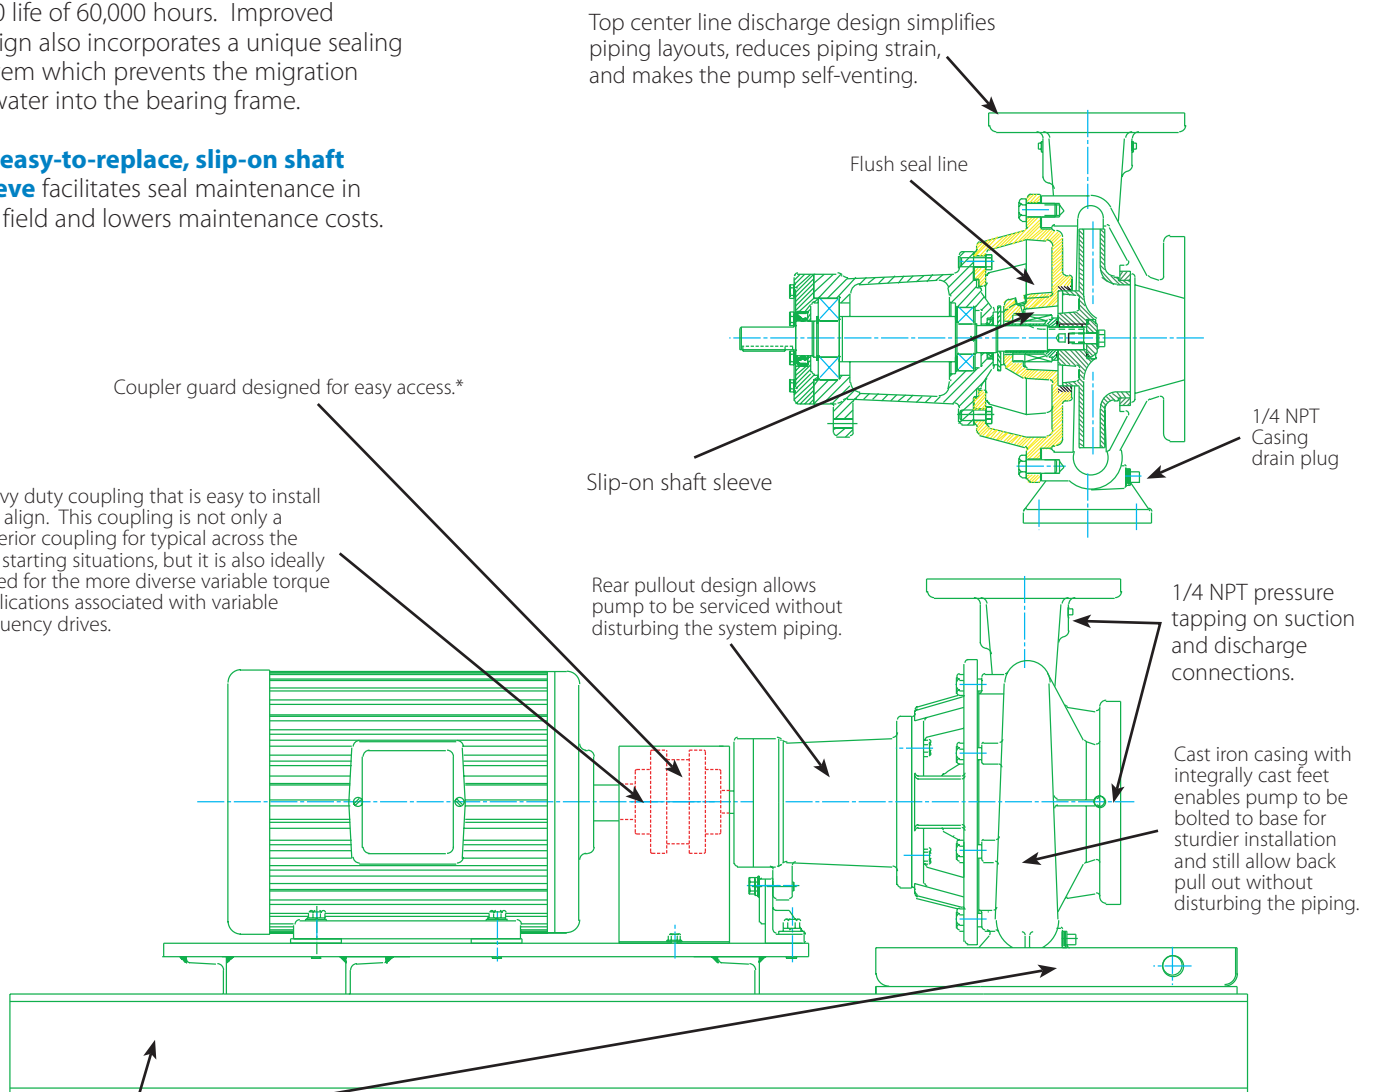 life of 60,000 hours. Improved
ign also incorporates a unique sealing
em which prevents the migration
water into the bearing frame.
easy-to-replace, slip-on shaft
eve facilitates seal maintenance in
field and lowers maintenance costs.
Top center line discharge design simplifies
piping layouts, reduces piping strain,
and makes the pump self-venting.
Flush seal line
Slip-on shaft sleeve
1/4 NPT
Casing
drain plug
Coupler guard designed for easy access.*
vy duty coupling that is easy to install
align. This coupling is not only a
erior coupling for typical across the
starting situations, but it is also ideally
ed for the more diverse variable torque
lications associated with variable
uency drives.
Rear pullout design allows
pump to be serviced without
disturbing the system piping.
1/4 NPT pressure
tapping on suction
and discharge
connections.
Cast iron casing with
integrally cast feet
enables pump to be
bolted to base for
sturdier installation
and still allow back
pull out without
disturbing the piping.